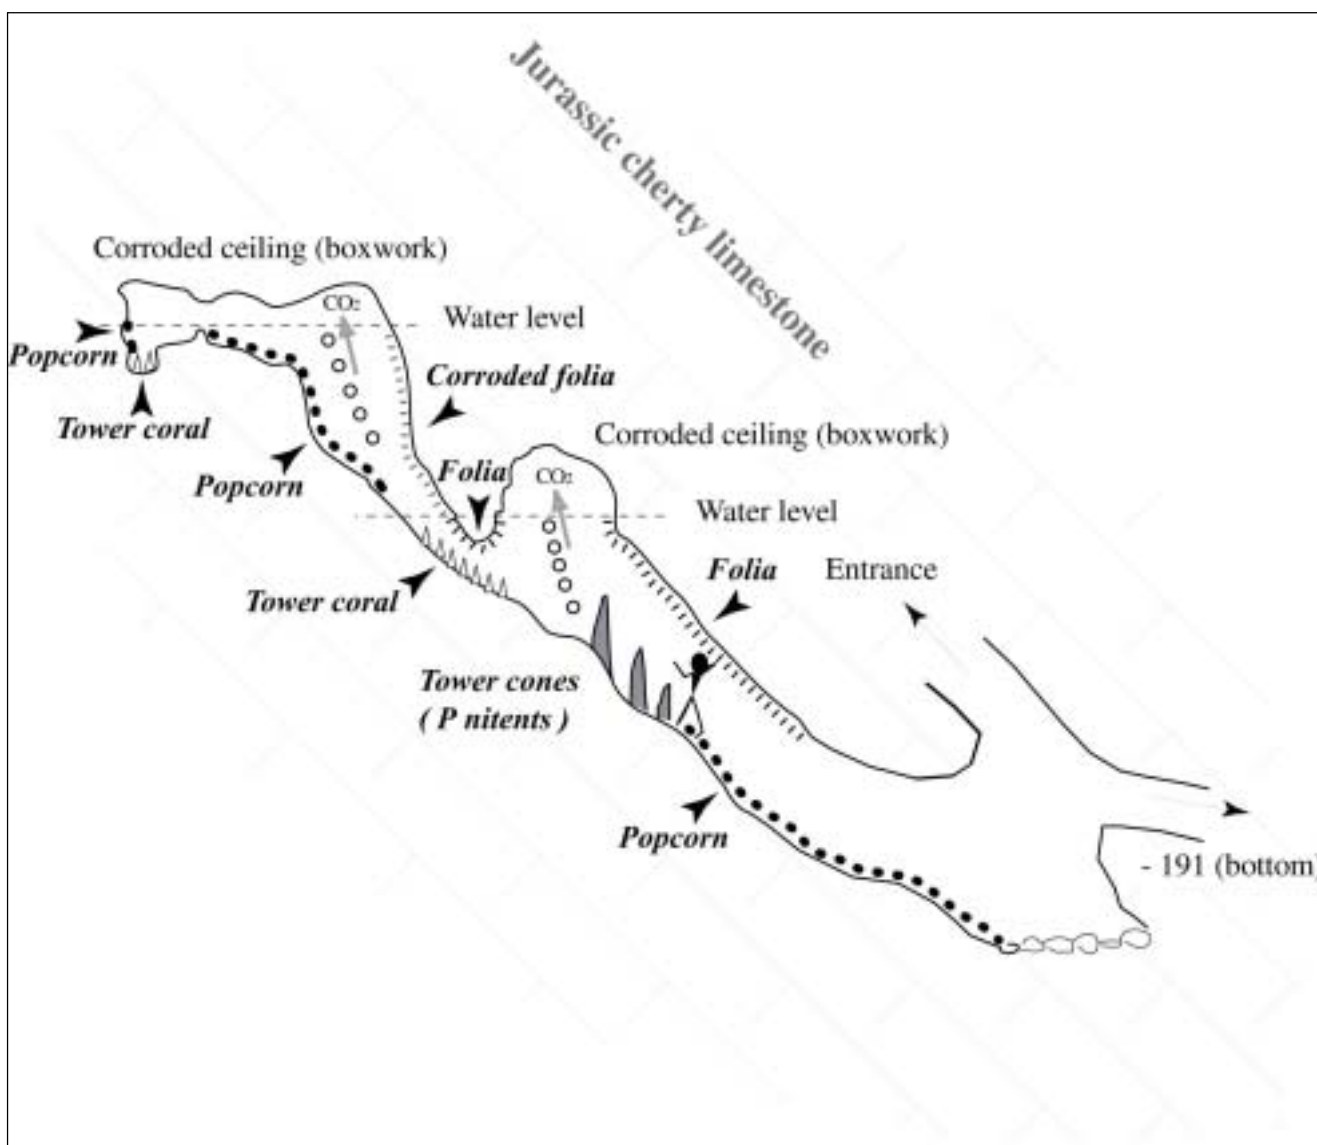 Jurassic cherty limestone
Corroded ceiling (boxwork)
CO₂
Water level
Popcorn
Corroded folia
Tower coral
Corroded ceiling (boxwork)
Popcorn
Folia
CO₂
Water level
Folia
Entrance
Tower coral
Tower cones
( P nitents )
Popcorn
- 191 (bottom)